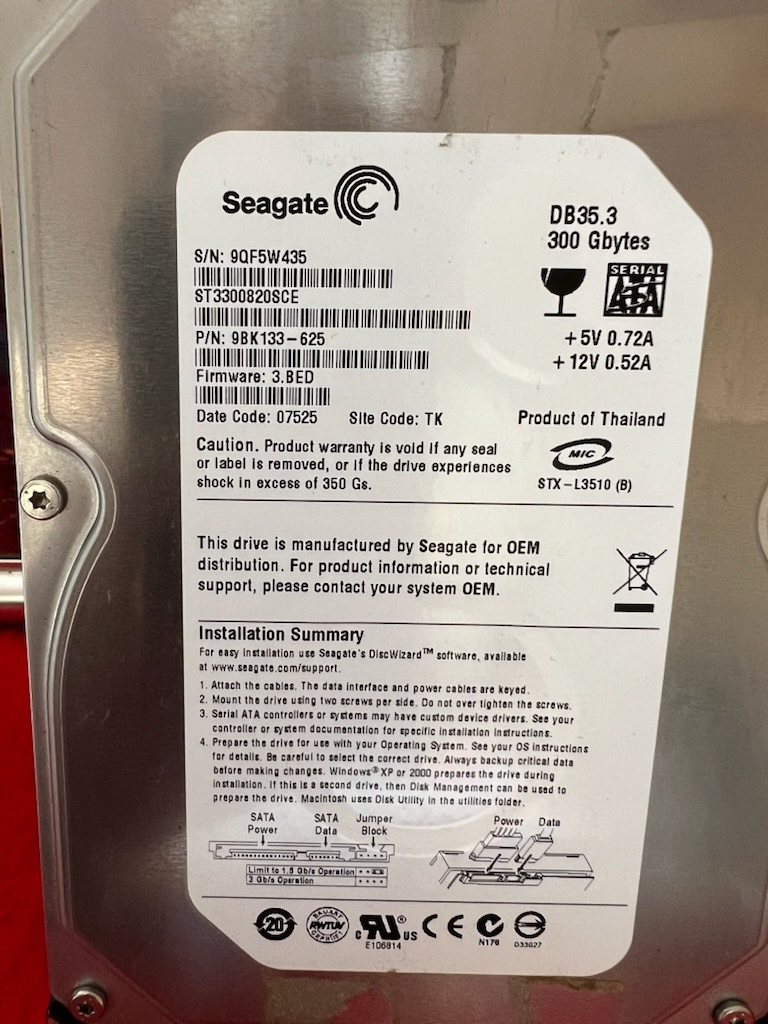 Seagate
DB35.3
300 Gbytes
S/N: 9QF5W435
ST3300820SCE
SERIAL
ATA
P/N: 9BK133-625
+5V 0.72A
+12V 0.52A
Firmware: 3.BED
Date Code: 07525 Site Code: TK Product of Thailand
Caution. Product warranty is void if any seal
or label is removed, or if the drive experiences
shock in excess of 350 Gs.
MIC
STX-L3510 (B)
This drive is manufactured by Seagate for OEM
distribution. For product information or technical
support, please contact your system OEM.
Installation Summary
For easy installation use Seagate's DiscWizard™ software, available
at www.seagate.com/support.
1. Attach the cables. The data interface and power cables are keyed.
2. Mount the drive using two screws per side. Do not over tighten the screws.
3. Serial ATA controllers or systems may have custom device drivers. See your
controller or system documentation for specific installation instructions.
4. Prepare the drive for use with your Operating System. See your OS instructions
for details. Be careful to select the correct drive. Always backup critical data
before making changes. Windows® XP or 2000 prepares the drive during
installation. If this is a second drive, then Disk Management can be used to
prepare the drive. Macintosh uses Disk Utility in the utilities folder.
SATA Power
SATA Data
Jumper Block
Power Data
Limit to 1.5 Gb/s Operation
3 Gb/s Operation
20
RWTÜV
c UL® US
E106814
CE
N176
D33027